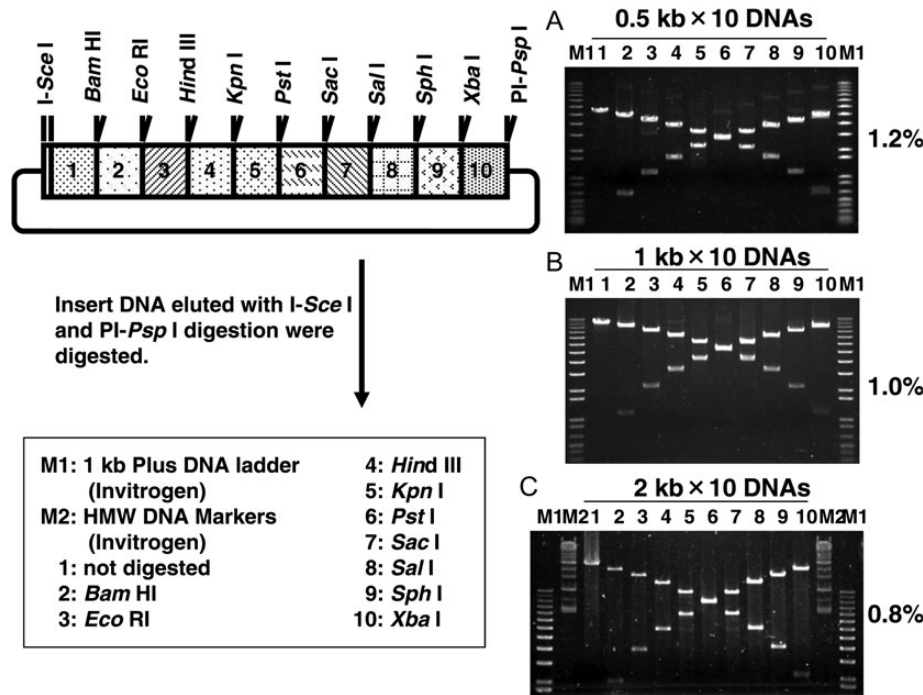 I-Sce I
Bam HI
Eco RI
Hind III
Kpn I
Pst I
Sac I
Sal I
Sph I
Xba I
PI-Psp I
1 2 3 4 5 6 7 8 9 10
Insert DNA eluted with I-Sce I
and PI-Psp I digestion were
digested.
M1: 1 kb Plus DNA ladder
(Invitrogen)
M2: HMW DNA Markers
(Invitrogen)
1: not digested
2: Bam HI
3: Eco RI
4: Hind III
5: Kpn I
6: Pst I
7: Sac I
8: Sal I
9: Sph I
10: Xba I
A
0.5 kb × 10 DNAs
M1 1 2 3 4 5 6 7 8 9 10 M1
1.2%
B
1 kb × 10 DNAs
M1 1 2 3 4 5 6 7 8 9 10 M1
1.0%
C
2 kb × 10 DNAs
M1 M2 1 2 3 4 5 6 7 8 9 10 M2 M1
0.8%